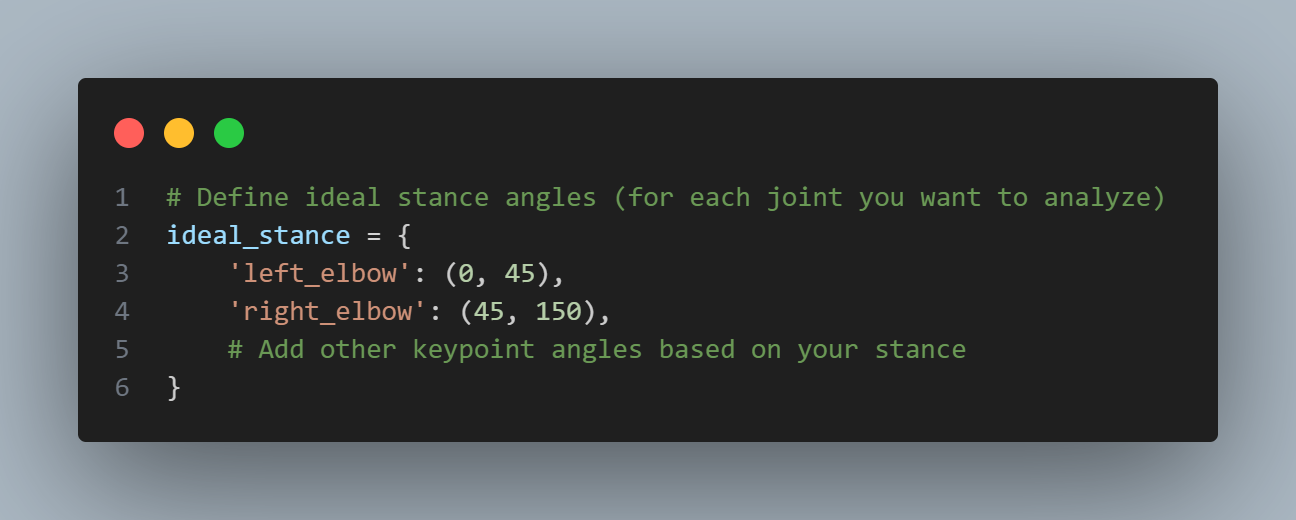 1 # Define ideal stance angles (for each joint you want to analyze)
2 ideal_stance = {
3     'left_elbow': (0, 45),
4     'right_elbow': (45, 150),
5     # Add other keypoint angles based on your stance
6 }